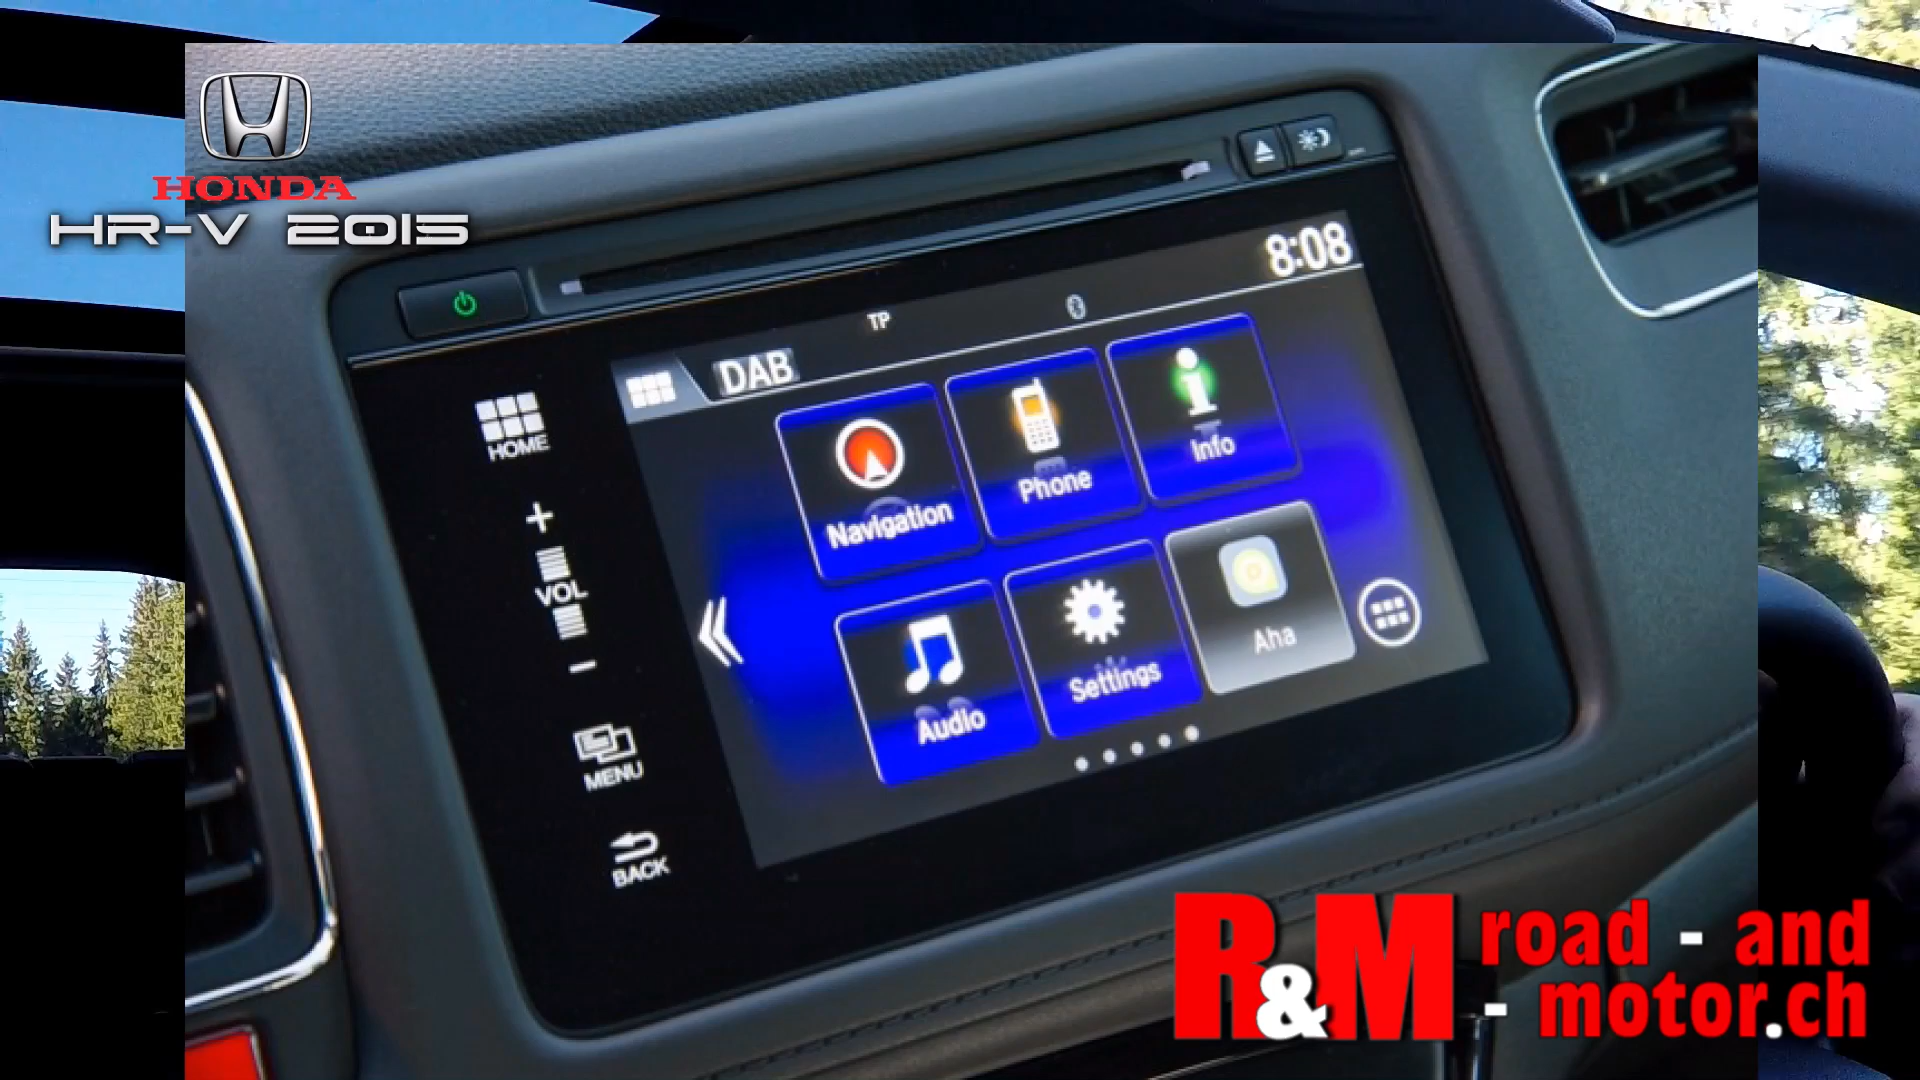 HONDA
HR-V 2015
8:08
TP
DAB
HOME
Navigation
Phone
Info
+
VOL
-
Audio
Settings
Aha
MENU
BACK
R&M road - and
- motor.ch